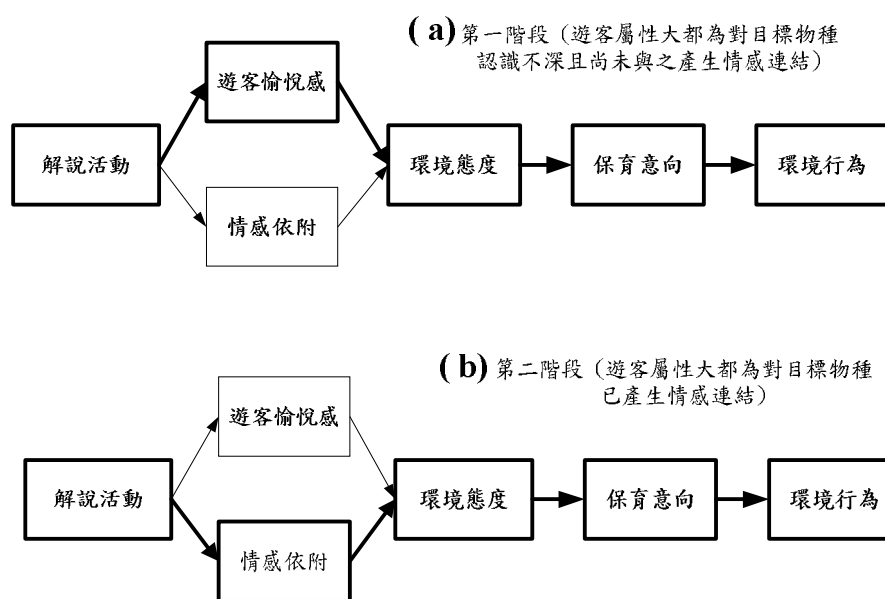 (a) 第一階段（遊客屬性大都為對目標物種
認識不深且尚未與之產生情感連結）
遊客愉悅感
解說活動
環境態度
保育意向
環境行為
情感依附
(b) 第二階段（遊客屬性大都為對目標物種
已產生情感連結）
遊客愉悅感
解說活動
環境態度
保育意向
環境行為
情感依附